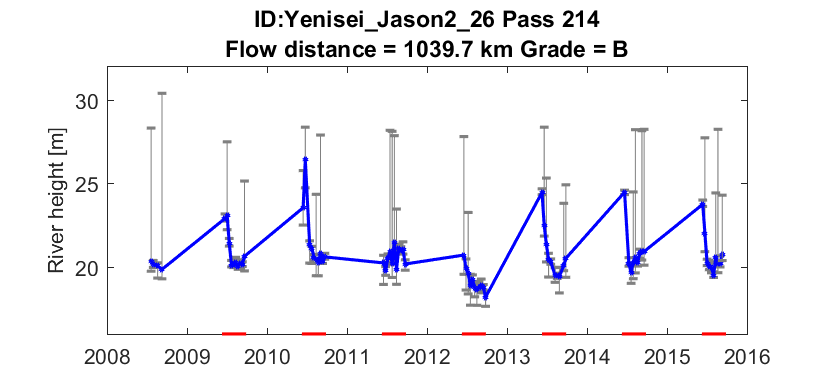 ID:Yenisei_Jason2_26 Pass 214
Flow distance = 1039.7 km Grade = B
River height [m]
30
25
20
2008 2009 2010 2011 2012 2013 2014 2015 2016